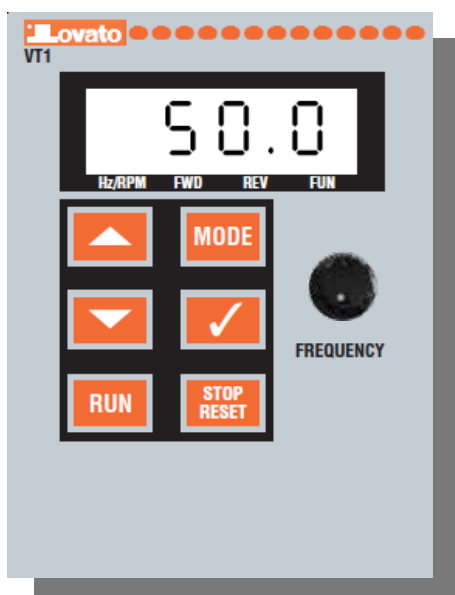 Lovato
VT1
50.0
Hz/RPM FWD REV FUN
MODE
FREQUENCY
RUN STOP
RESET